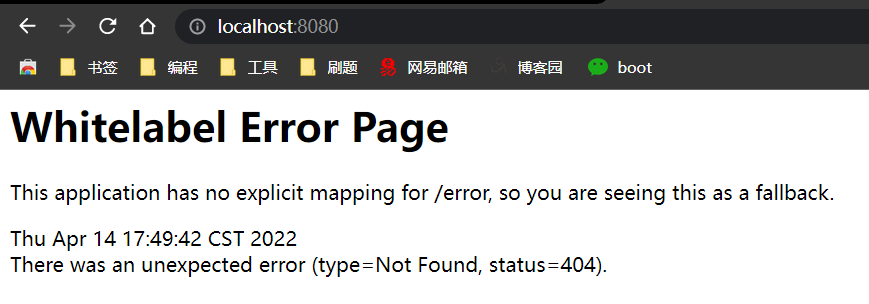 localhost:8080
书签 编程 工具 刷题 网易邮箱 博客园 boot
Whitelabel Error Page
This application has no explicit mapping for /error, so you are seeing this as a fallback.
Thu Apr 14 17:49:42 CST 2022
There was an unexpected error (type=Not Found, status=404).